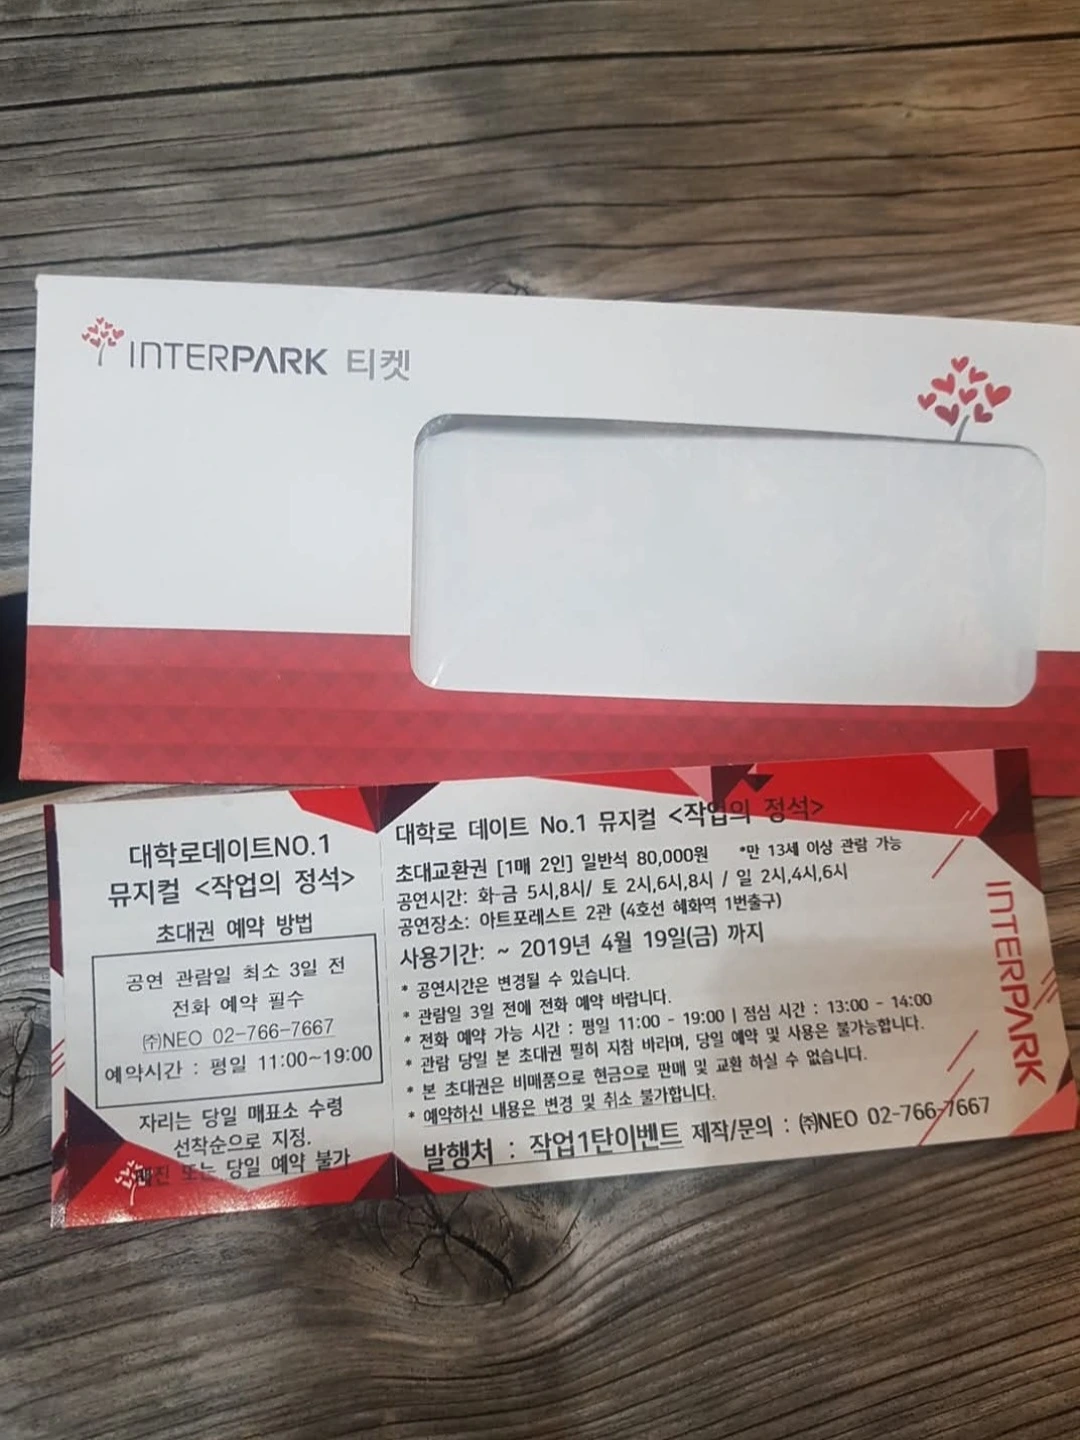 INTERPARK 티켓
대학로데이트NO.1
뮤지컬 <작업의 정석>
초대권 예약 방법
공연 관람일 최소 3일 전
전화 예약 필수
㈜NEO 02-766-7667
예약시간 : 평일 11:00~19:00
자리는 당일 매표소 수령
선착순으로 지정.
매진 또는 당일 예약 불가
대학로 데이트 No.1 뮤지컬 <작업의 정석>
초대교환권 [1매 2인] 일반석 80,000원 *만 13세 이상 관람 가능
공연시간: 화-금 5시,8시/ 토 2시,6시,8시 / 일 2시,4시,6시
공연장소: 아트포레스트 2관 (4호선 혜화역 1번출구)
사용기간: ~ 2019년 4월 19일(금) 까지
* 공연시간은 변경될 수 있습니다.
* 관람일 3일 전에 전화 예약 바랍니다.
* 전화 예약 가능 시간 : 평일 11:00 - 19:00 | 점심 시간 : 13:00 - 14:00
* 관람 당일 본 초대권 필히 지참 바라며, 당일 예약 및 사용은 불가능합니다.
* 본 초대권은 비매품으로 현금으로 판매 및 교환 하실 수 없습니다.
* 예약하신 내용은 변경 및 취소 불가합니다.
발행처 : 작업1탄이벤트 제작/문의 : ㈜NEO 02-766-7667
INTERPARK